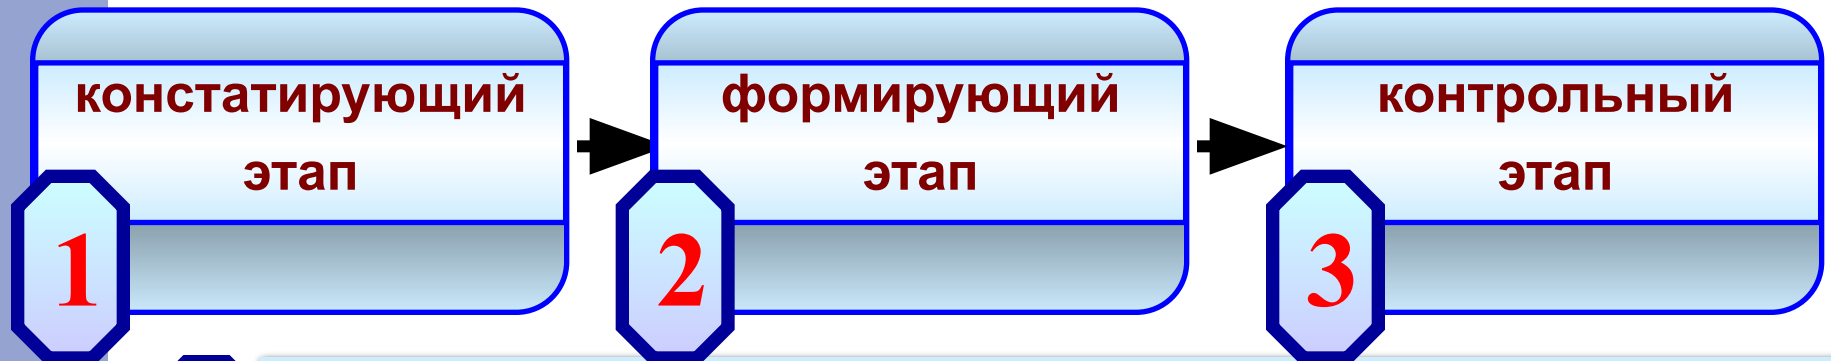 констатирующий
этап
1
формирующий
этап
2
контрольный
этап
3